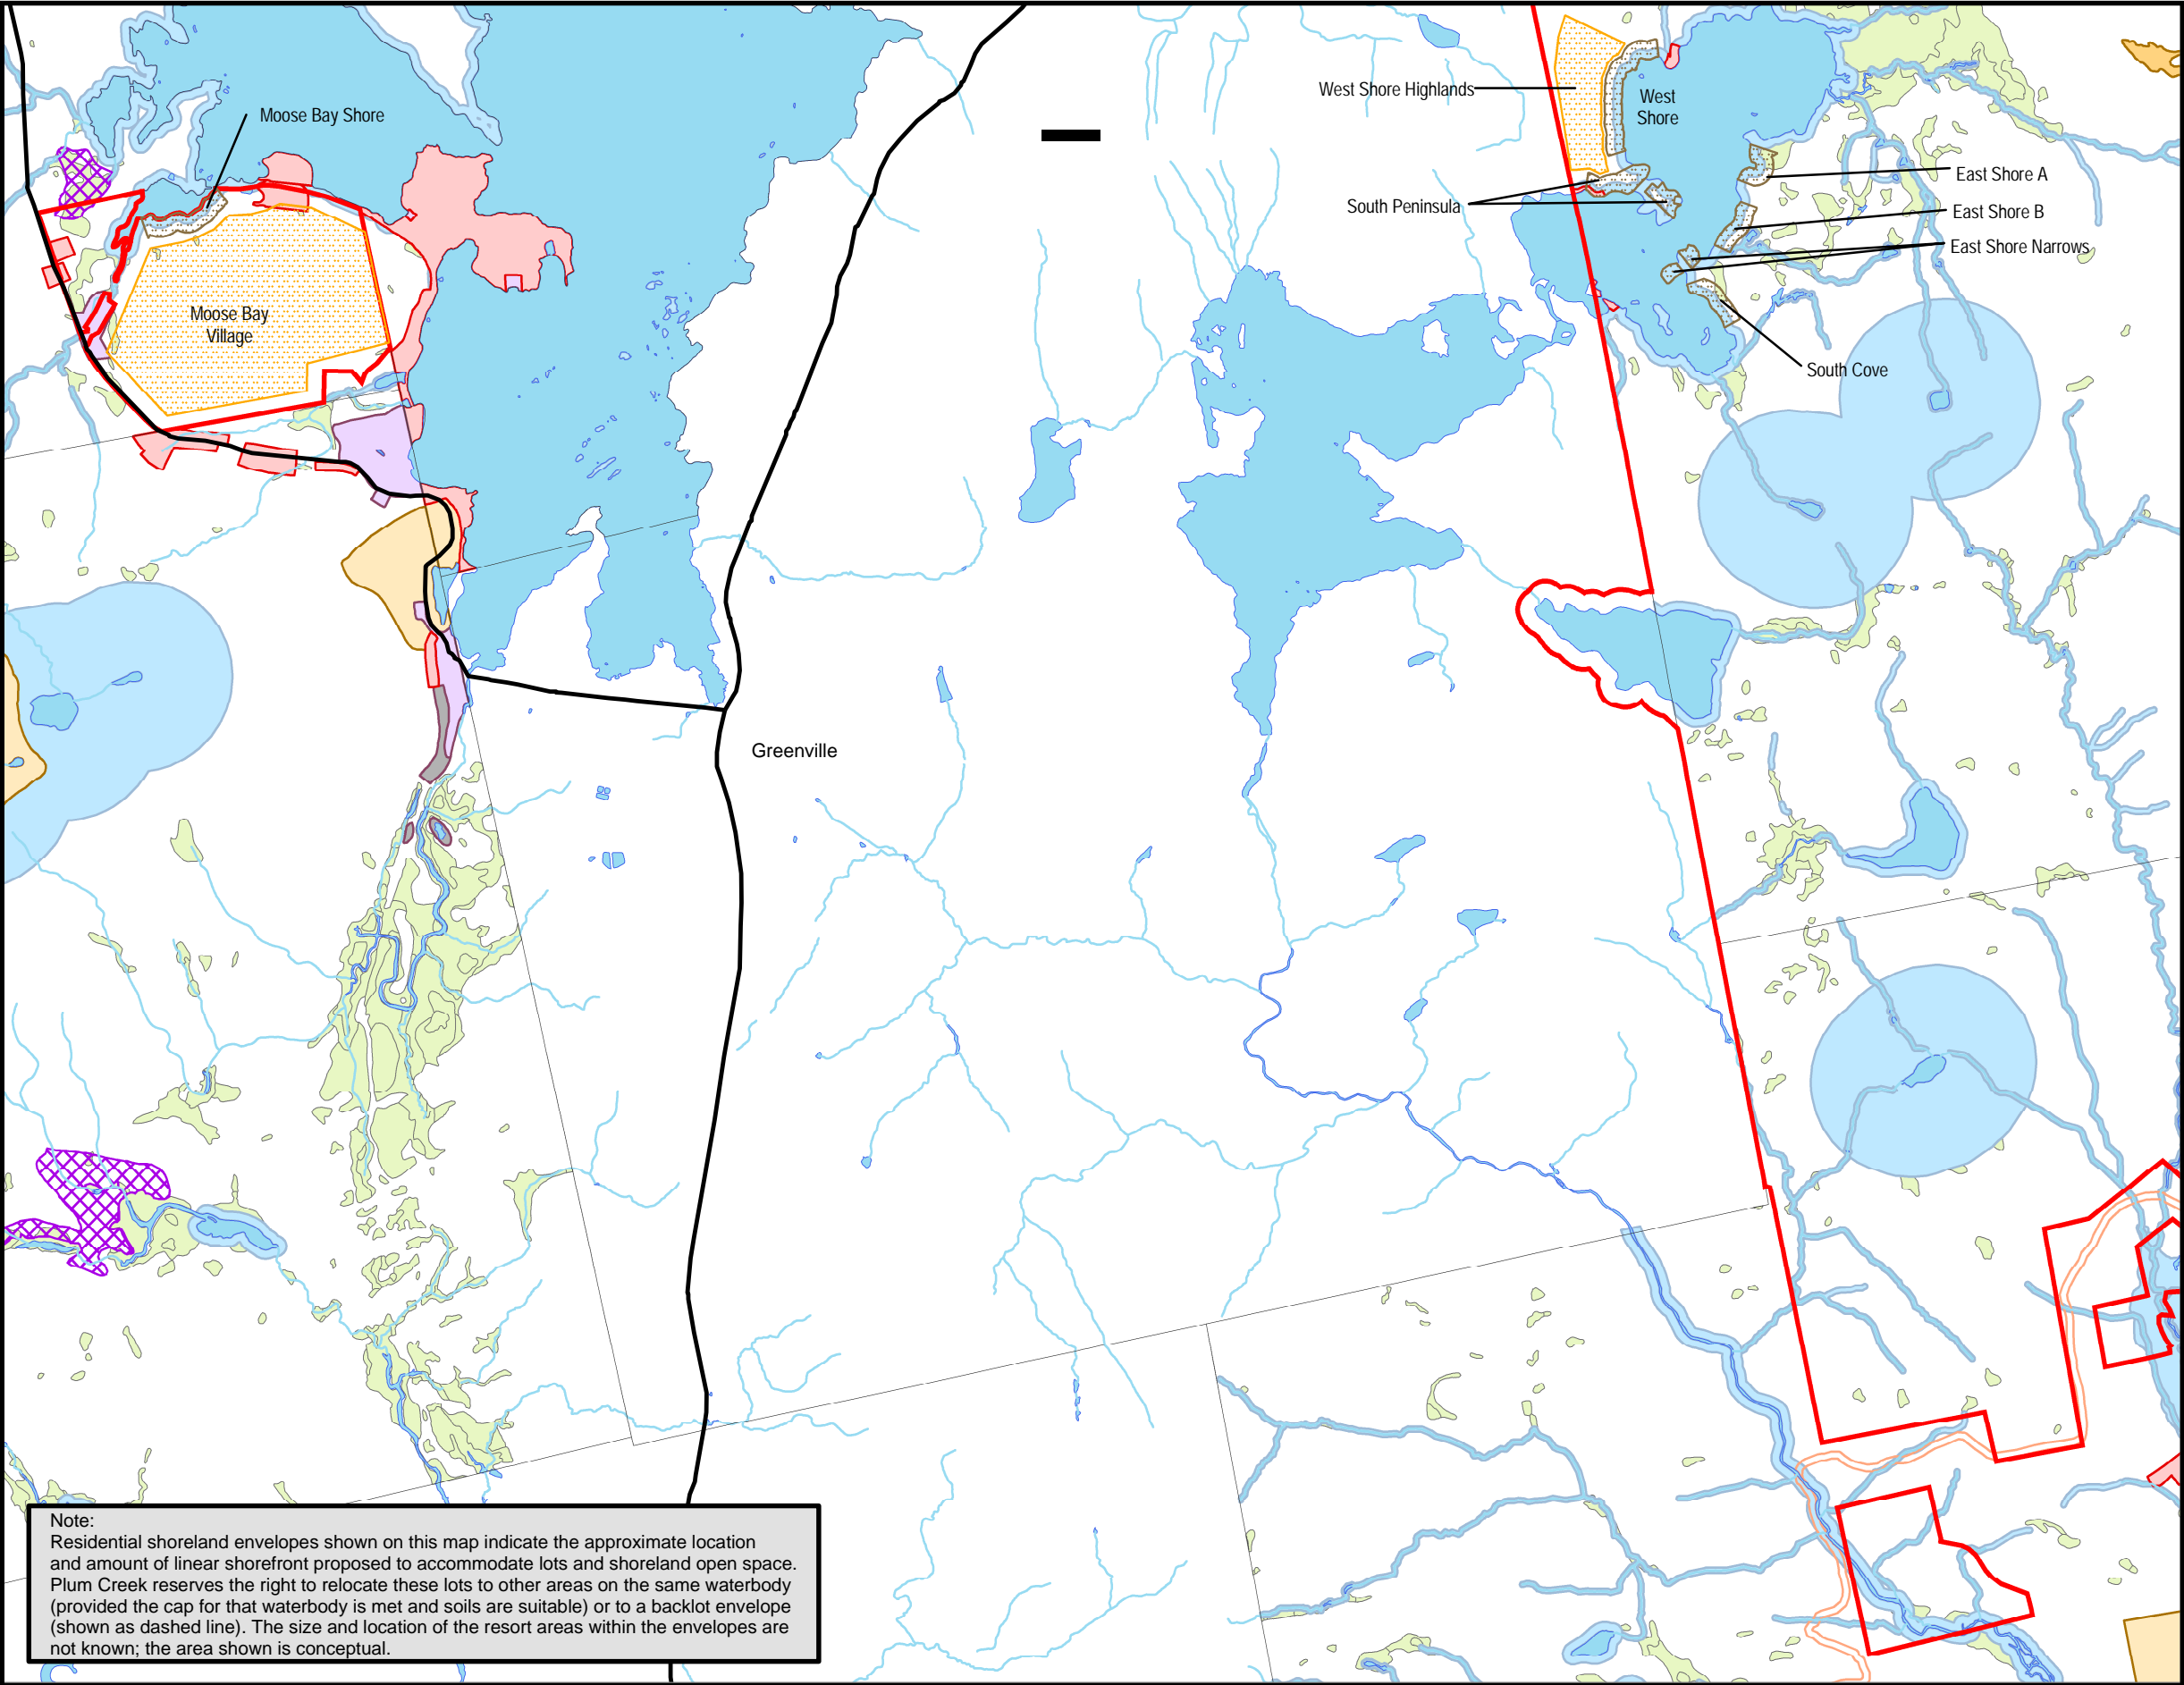 Moose Bay Shore
Moose Bay
Village
West Shore Highlands
West
Shore
South Peninsula
East Shore A
East Shore B
East Shore Narrows
South Cove
Greenville
Note:
Residential shoreland envelopes shown on this map indicate the approximate location
and amount of linear shorefront proposed to accommodate lots and shoreland open space.
Plum Creek reserves the right to relocate these lots to other areas on the same waterbody
(provided the cap for that waterbody is met and soils are suitable) or to a backlot envelope
(shown as dashed line). The size and location of the resort areas within the envelopes are
not known; the area shown is conceptual.